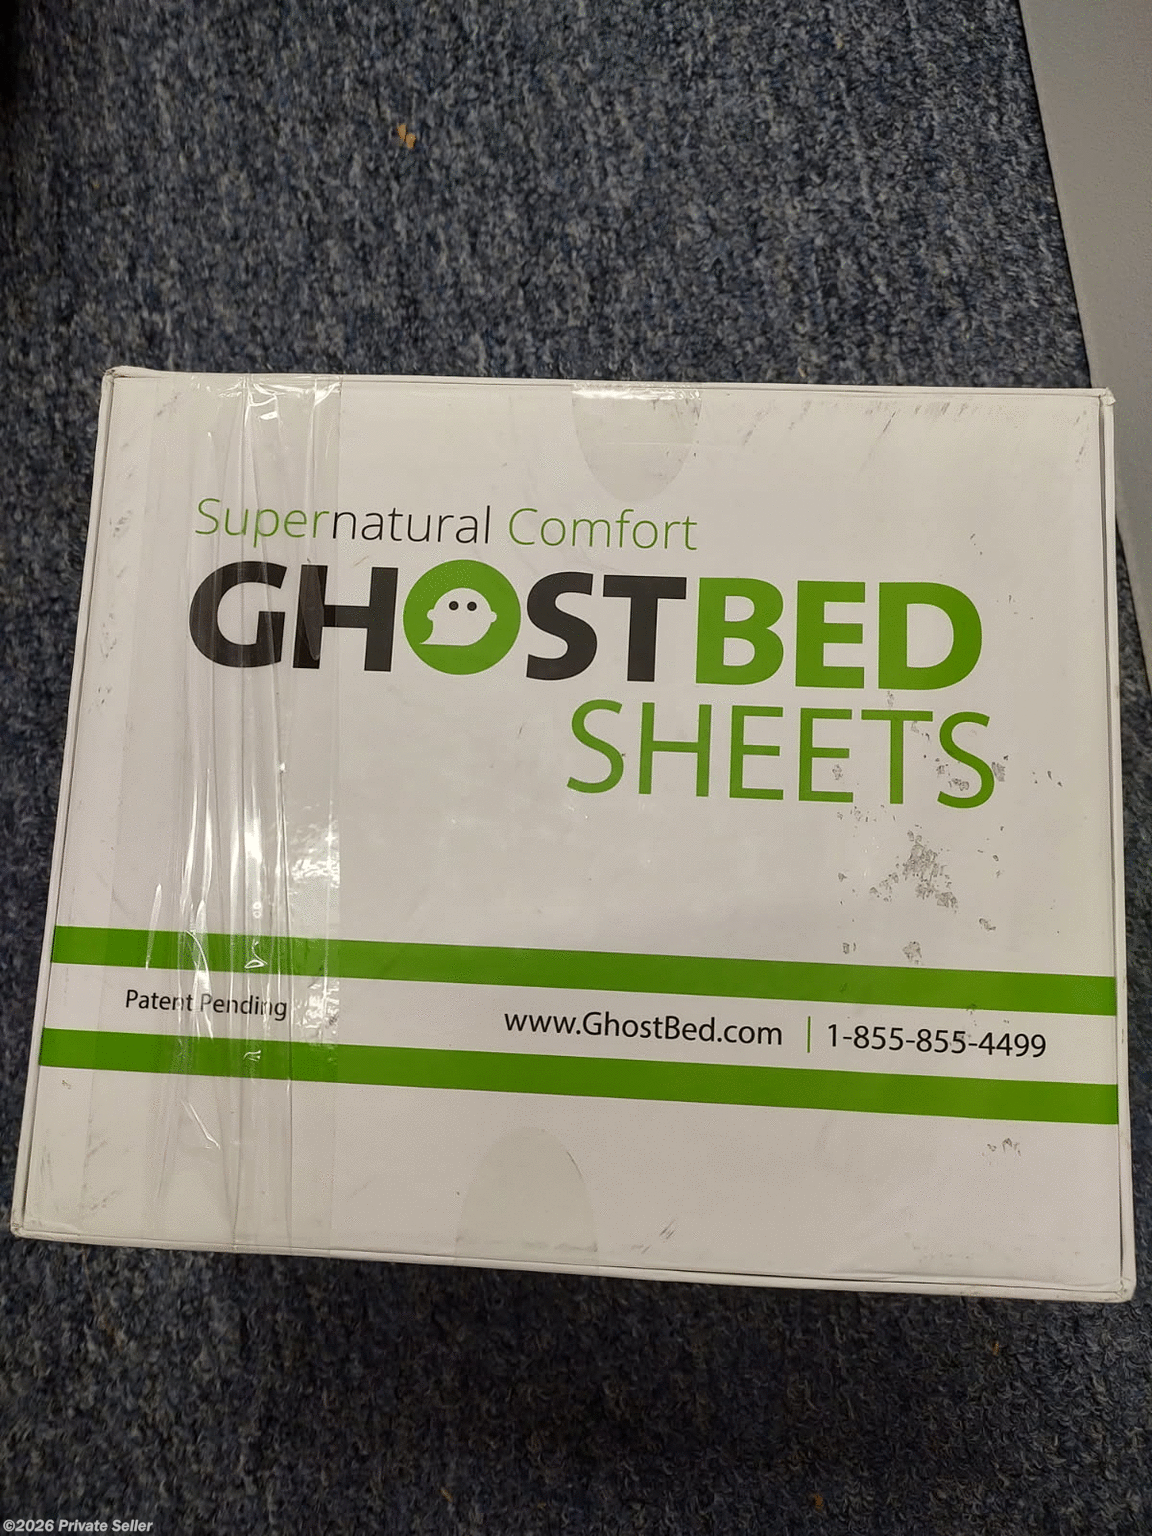 Supernatural Comfort
GHOSTBED
SHEETS
Patent Pending
www.GhostBed.com | 1-855-855-4499
©2026 Private Seller